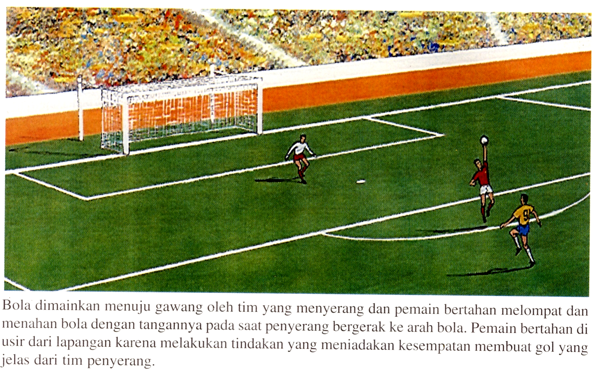 Bola dimainkan menuju gawang oleh tim yang menyerang dan pemain bertahan melompat dan
menahan bola dengan tangannya pada saat penyerang bergerak ke arah bola. Pemain bertahan di
usir dari lapangan karena melakukan tindakan yang meniadakan kesempatan membuat gol yang
jelas dari tim penyerang.